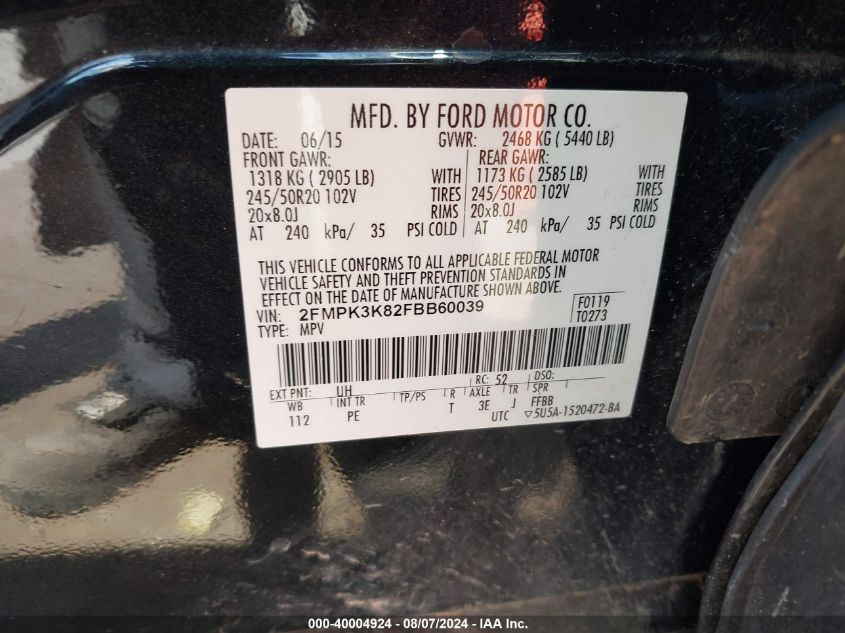 MFD. BY FORD MOTOR CO.
DATE: 06/15 GVWR: 2468 KG ( 5440 LB)
FRONT GAWR: REAR GAWR:
1318 KG ( 2905 LB) WITH 1173 KG ( 2585 LB) WITH
245/50R20 102V TIRES 245/50R20 102V TIRES
20x8.0J RIMS 20x8.0J RIMS
AT 240 kPa/ 35 PSI COLD AT 240 kPa/ 35 PSI COLD
THIS VEHICLE CONFORMS TO ALL APPLICABLE FEDERAL MOTOR
VEHICLE SAFETY AND THEFT PREVENTION STANDARDS IN
EFFECT ON THE DATE OF MANUFACTURE SHOWN ABOVE.
VIN: 2FMPK3K82FBB60039 F0119
TYPE: MPV T0273
EXT PNT: UH RC: 52 DSO:
WB INT TR TP/PS R AXLE TR SPR
112 PE T 3E J FFBB
UTC ▽5U5A-1520472-BA
000-40004924 - 08/07/2024 - IAA Inc.